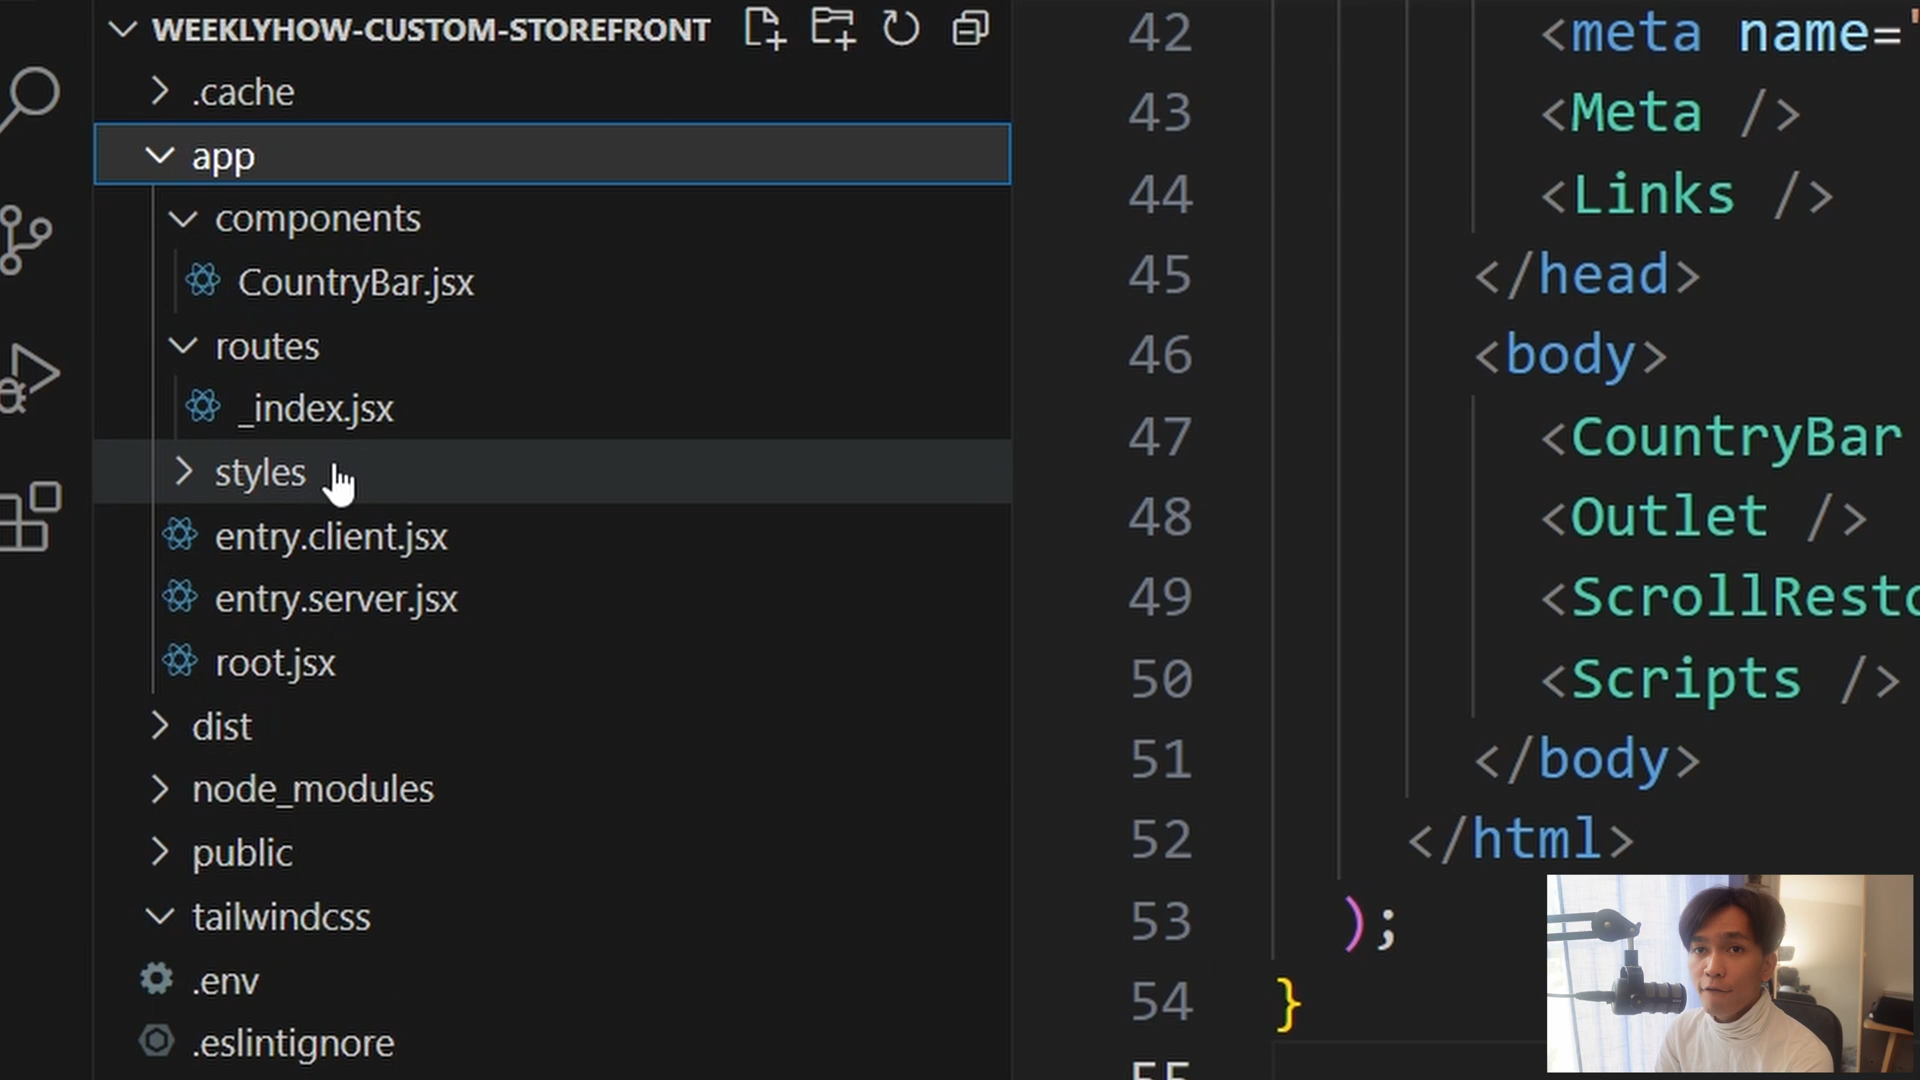 WEEKLYHOW-CUSTOM-STOREFRONT
.cache
app
components
CountryBar.jsx
routes
_index.jsx
styles
entry.client.jsx
entry.server.jsx
root.jsx
dist
node_modules
public
tailwindcss
.env
.eslintignore
42 <meta name="
43 <Meta />
44 <Links />
45 </head>
46 <body>
47 <CountryBar
48 <Outlet />
49 <ScrollResto
50 <Scripts />
51 </body>
52 </html>
53 );
54 }
55